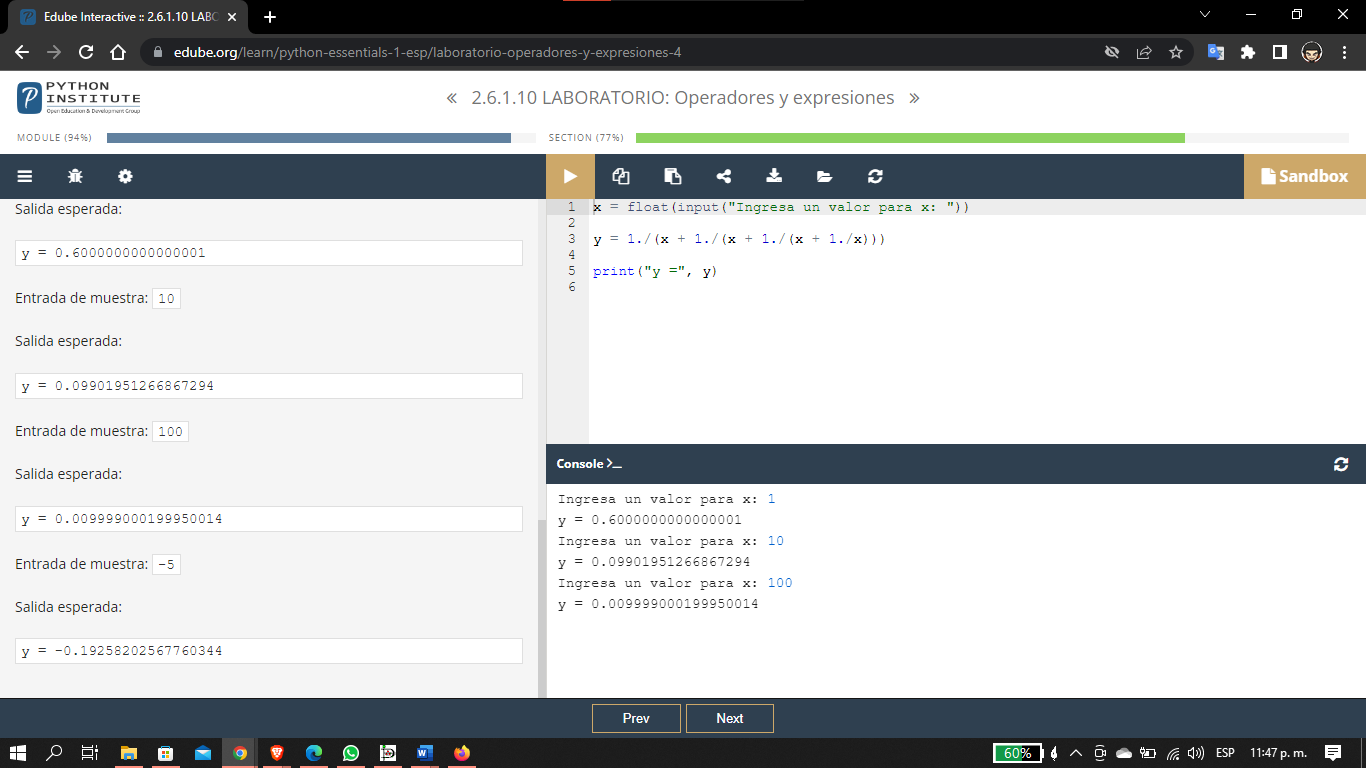 Edube Interactive :: 2.6.1.10 LABO
edube.org/learn/python-essentials-1-esp/laboratorio-operadores-y-expresiones-4
PYTHON
INSTITUTE
Open Education & Development Group
« 2.6.1.10 LABORATORIO: Operadores y expresiones »
MODULE (94%)
SECTION (77%)
Sandbox
Salida esperada:
y = 0.6000000000000001
Entrada de muestra: 10
Salida esperada:
y = 0.09901951266867294
Entrada de muestra: 100
Salida esperada:
y = 0.009999000199950014
Entrada de muestra: -5
Salida esperada:
y = -0.19258202567760344
1 x = float(input("Ingresa un valor para x: "))
2
3 y = 1./(x + 1./(x + 1./(x + 1./x)))
4
5 print("y =", y)
6
Console >_
Ingresa un valor para x: 1
y = 0.6000000000000001
Ingresa un valor para x: 10
y = 0.09901951266867294
Ingresa un valor para x: 100
y = 0.009999000199950014
Prev
Next
60%
ESP
11:47 p. m.